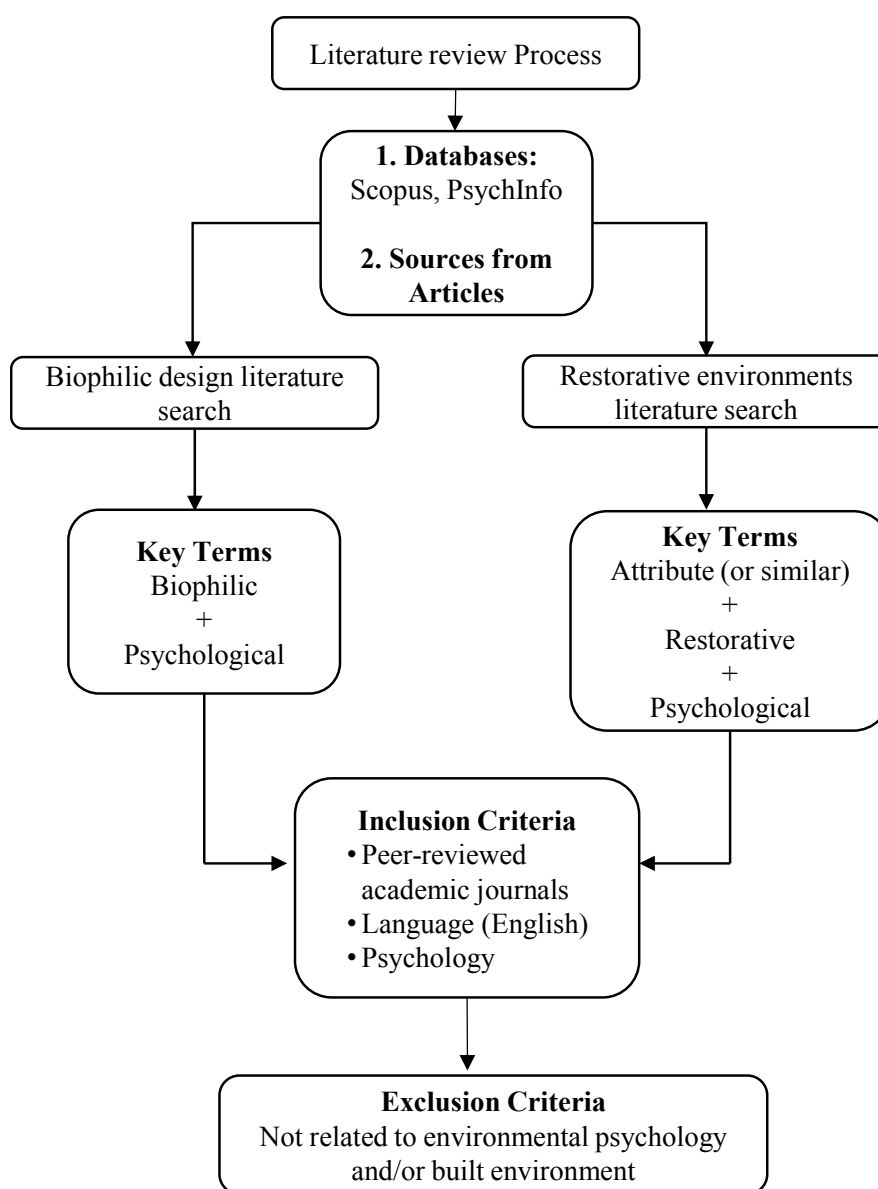 Literature review Process
1. Databases:
Scopus, PsychInfo
2. Sources from
Articles
Biophilic design literature
search
Restorative environments
literature search
Key Terms
Biophilic
+
Psychological
Key Terms
Attribute (or similar)
+
Restorative
+
Psychological
Inclusion Criteria
• Peer-reviewed
academic journals
• Language (English)
• Psychology
Exclusion Criteria
Not related to environmental psychology
and/or built environment